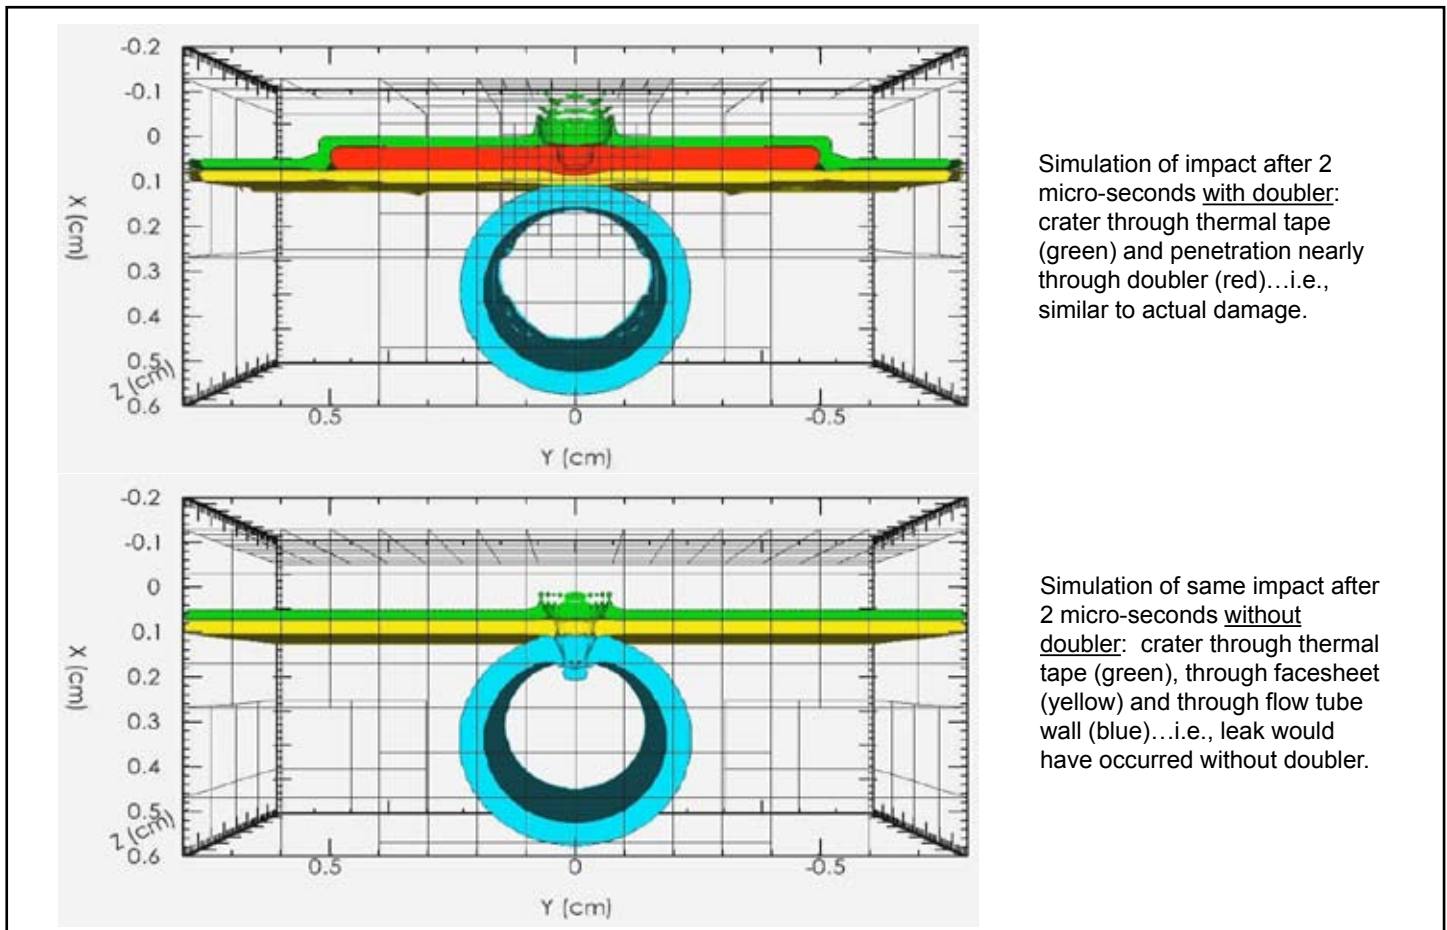 -0.2
-0.1
0
0.1
0.2
0.3
0.4
0.5
0.6
X (cm)
Z (cm)
0.5
0
-0.5
Y (cm)
Simulation of impact after 2
micro-seconds with doubler:
crater through thermal tape
(green) and penetration nearly
through doubler (red)…i.e.,
similar to actual damage.
-0.2
-0.1
0
0.1
0.2
0.3
0.4
0.5
0.6
X (cm)
Z (cm)
0.5
0
-0.5
Y (cm)
Simulation of same impact after
2 micro-seconds without
doubler:  crater through thermal
tape (green), through facesheet
(yellow) and through flow tube
wall (blue)…i.e., leak would
have occurred without doubler.